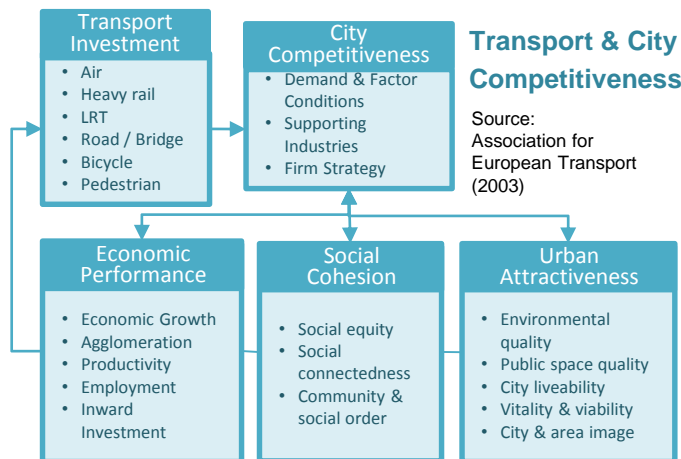 Transport
Investment
• Air
• Heavy rail
• LRT
• Road / Bridge
• Bicycle
• Pedestrian
City
Competitiveness
• Demand & Factor
Conditions
• Supporting
Industries
• Firm Strategy
Transport & City
Competitiveness
Source:
Association for
European Transport
(2003)
Economic
Performance
• Economic Growth
• Agglomeration
• Productivity
• Employment
• Inward
Investment
Social
Cohesion
• Social equity
• Social
connectedness
• Community &
social order
Urban
Attractiveness
• Environmental
quality
• Public space quality
• City liveability
• Vitality & viability
• City & area image